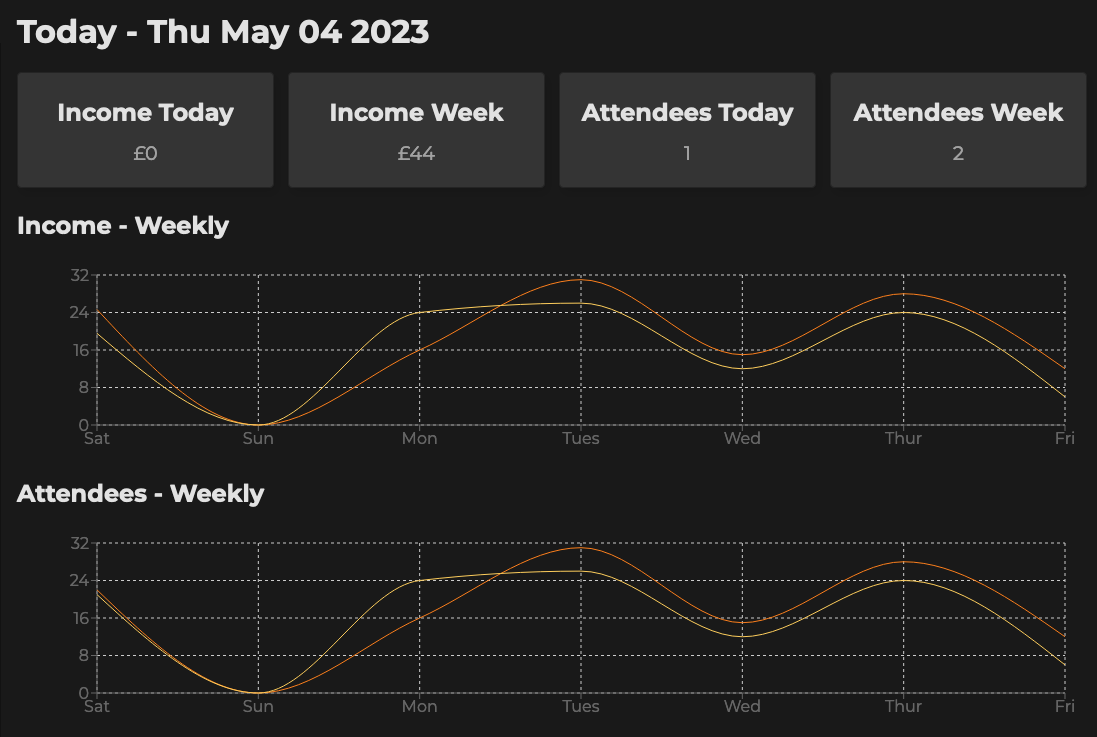 Today - Thu May 04 2023
Income Today
Income Week
Attendees Today
Attendees Week
£0
£44
1
2
Income - Weekly
32
24
16
8
0
Sat Sun Mon Tues Wed Thur Fri
Attendees - Weekly
32
24
16
8
0
Sat Sun Mon Tues Wed Thur Fri